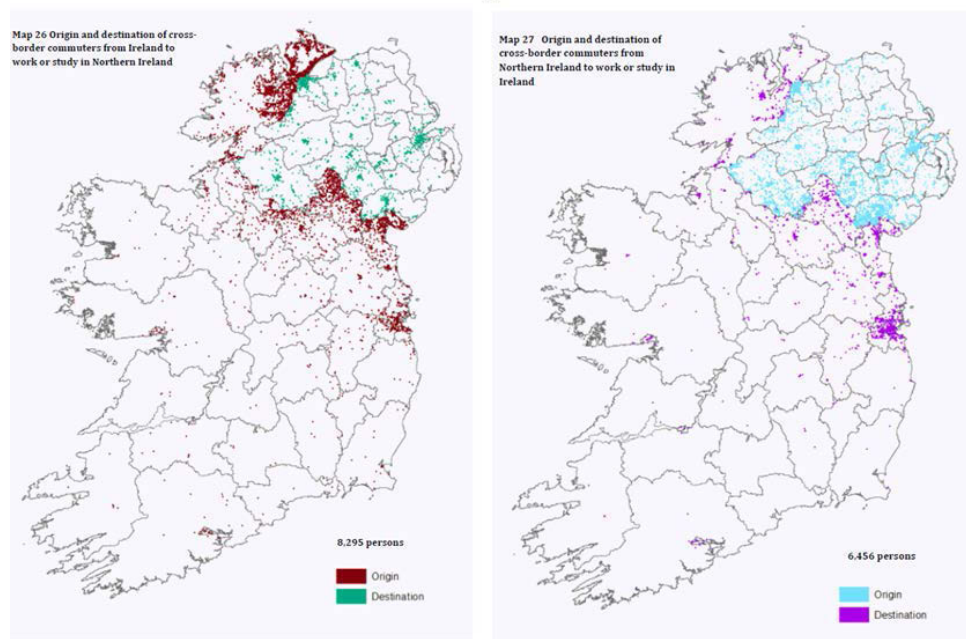 Map 26 Origin and destination of cross-
border commuters from Ireland to
work or study in Northern Ireland
8,295 persons
Origin
Destination
Map 27 Origin and destination of
cross-border commuters from
Northern Ireland to work or study in
Ireland
6.456 persons
Origin
Destination